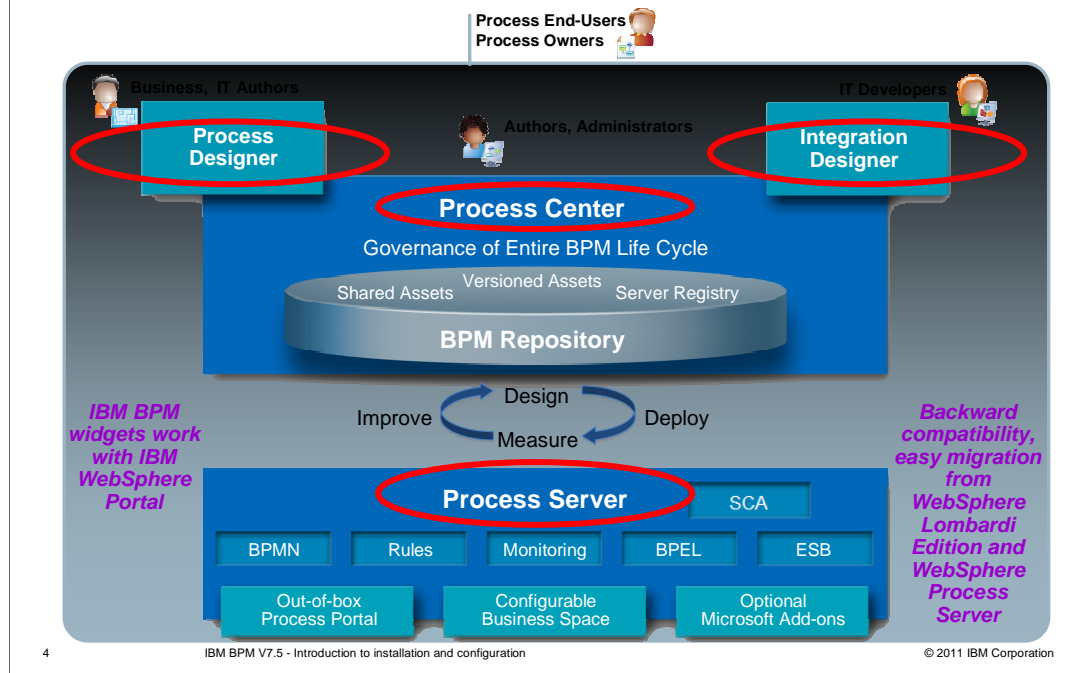 Process End-Users
Process Owners
Business, IT Authors
IT Developers
Authors, Administrators
Process
Designer
Integration
Designer
Process Center
Governance of Entire BPM Life Cycle
Shared Assets
Versioned Assets
Server Registry
BPM Repository
Design
Improve
Deploy
Measure
IBM BPM
widgets work
with IBM
WebSphere
Portal
Backward
compatibility,
easy migration
from
WebSphere
Lombardi
Edition and
WebSphere
Process
Server
Process Server
SCA
BPMN
Rules
Monitoring
BPEL
ESB
Out-of-box
Process Portal
Configurable
Business Space
Optional
Microsoft Add-ons
4
IBM BPM V7.5 - Introduction to installation and configuration
© 2011 IBM Corporation